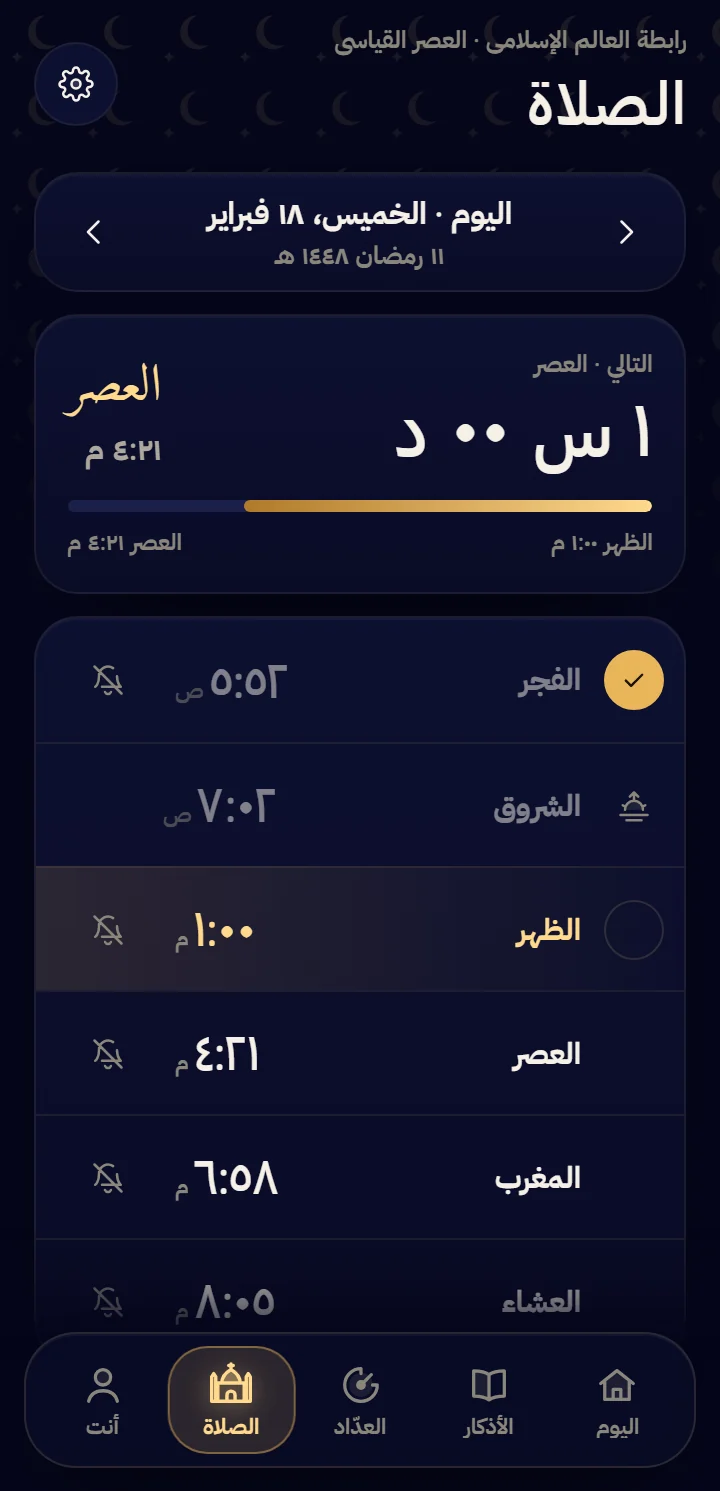 رابطة العالم الإسلامي · العصر القياسي
الصلاة
اليوم · الخميس، ١٨ فبراير
١١ رمضان ١٤٤٨ هـ
التالي · العصر
١ س ٠٠ د
العصر
٤:٢١ م
الظهر ١:٠٠ م
العصر ٤:٢١ م
الفجر ٥:٥٢ ص
الشروق ٧:٠٢ ص
الظهر ١:٠٠ م
العصر ٤:٢١ م
المغرب ٦:٥٨ م
العشاء ٨:٠٥ م
اليوم
الأذكار
العدّاد
الصلاة
أنت